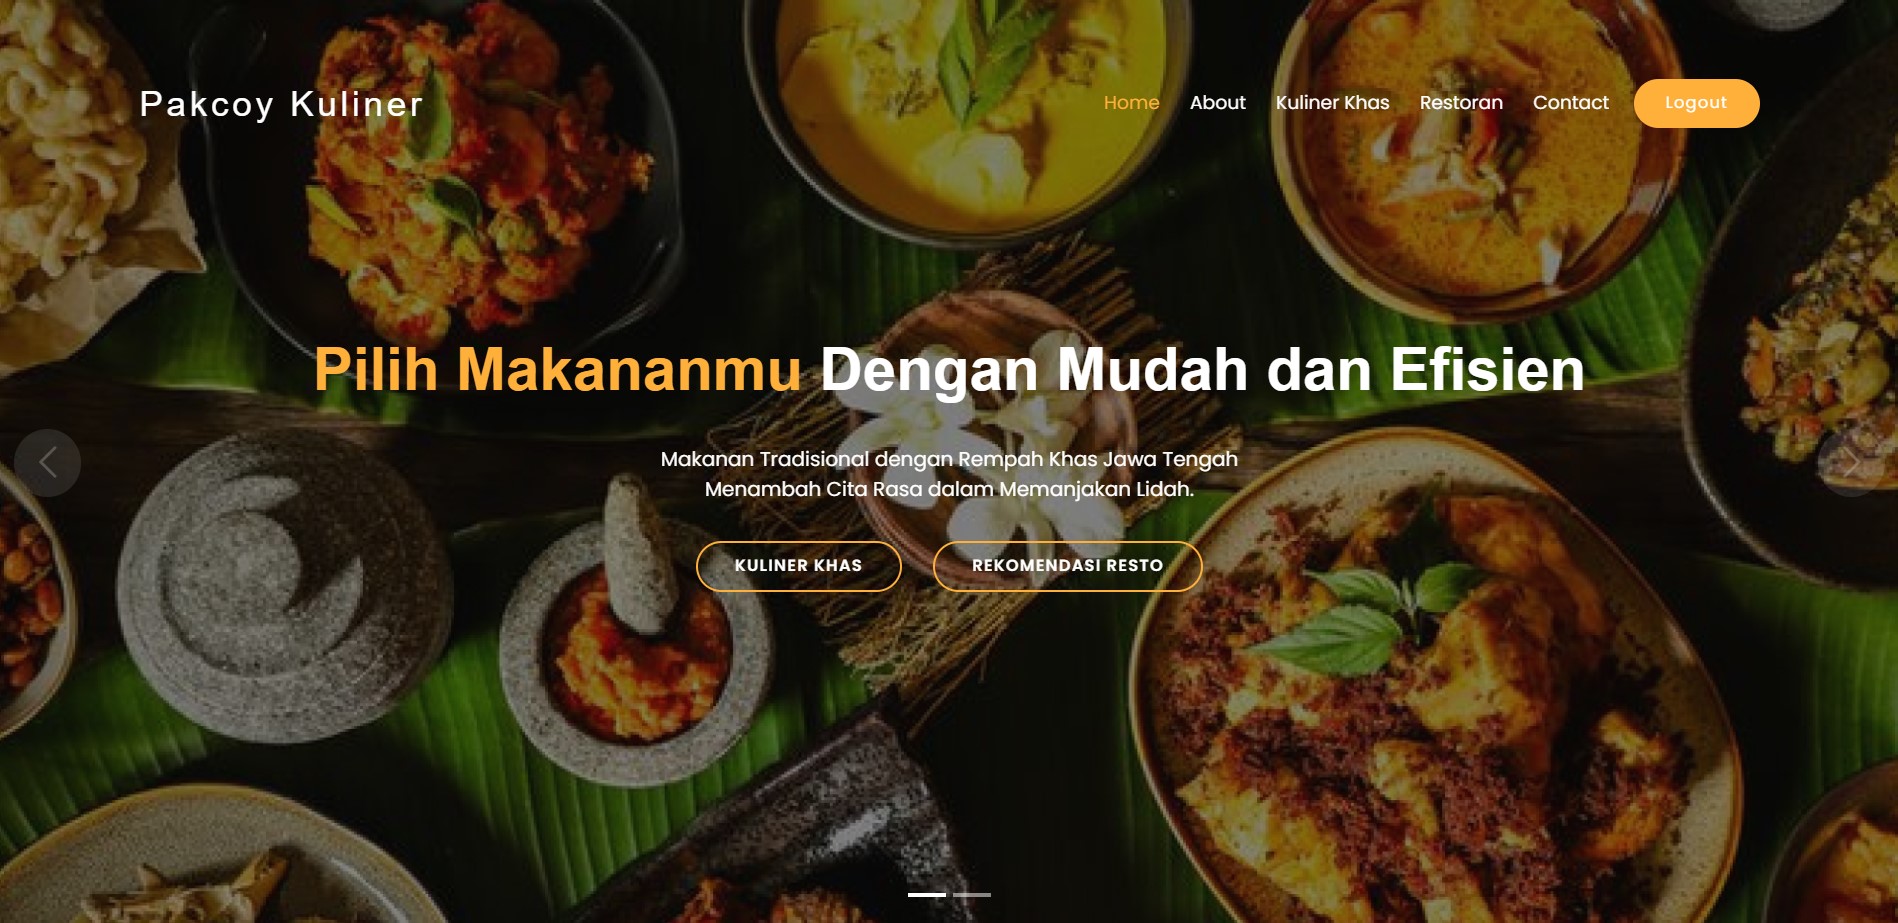 Pakcoy Kuliner
Home About Kuliner Khas Restoran Contact Logout
Pilih Makananmu Dengan Mudah dan Efisien
Makanan Tradisional dengan Rempah Khas Jawa Tengah
Menambah Cita Rasa dalam Memanjakan Lidah.
KULINER KHAS REKOMENDASI RESTO